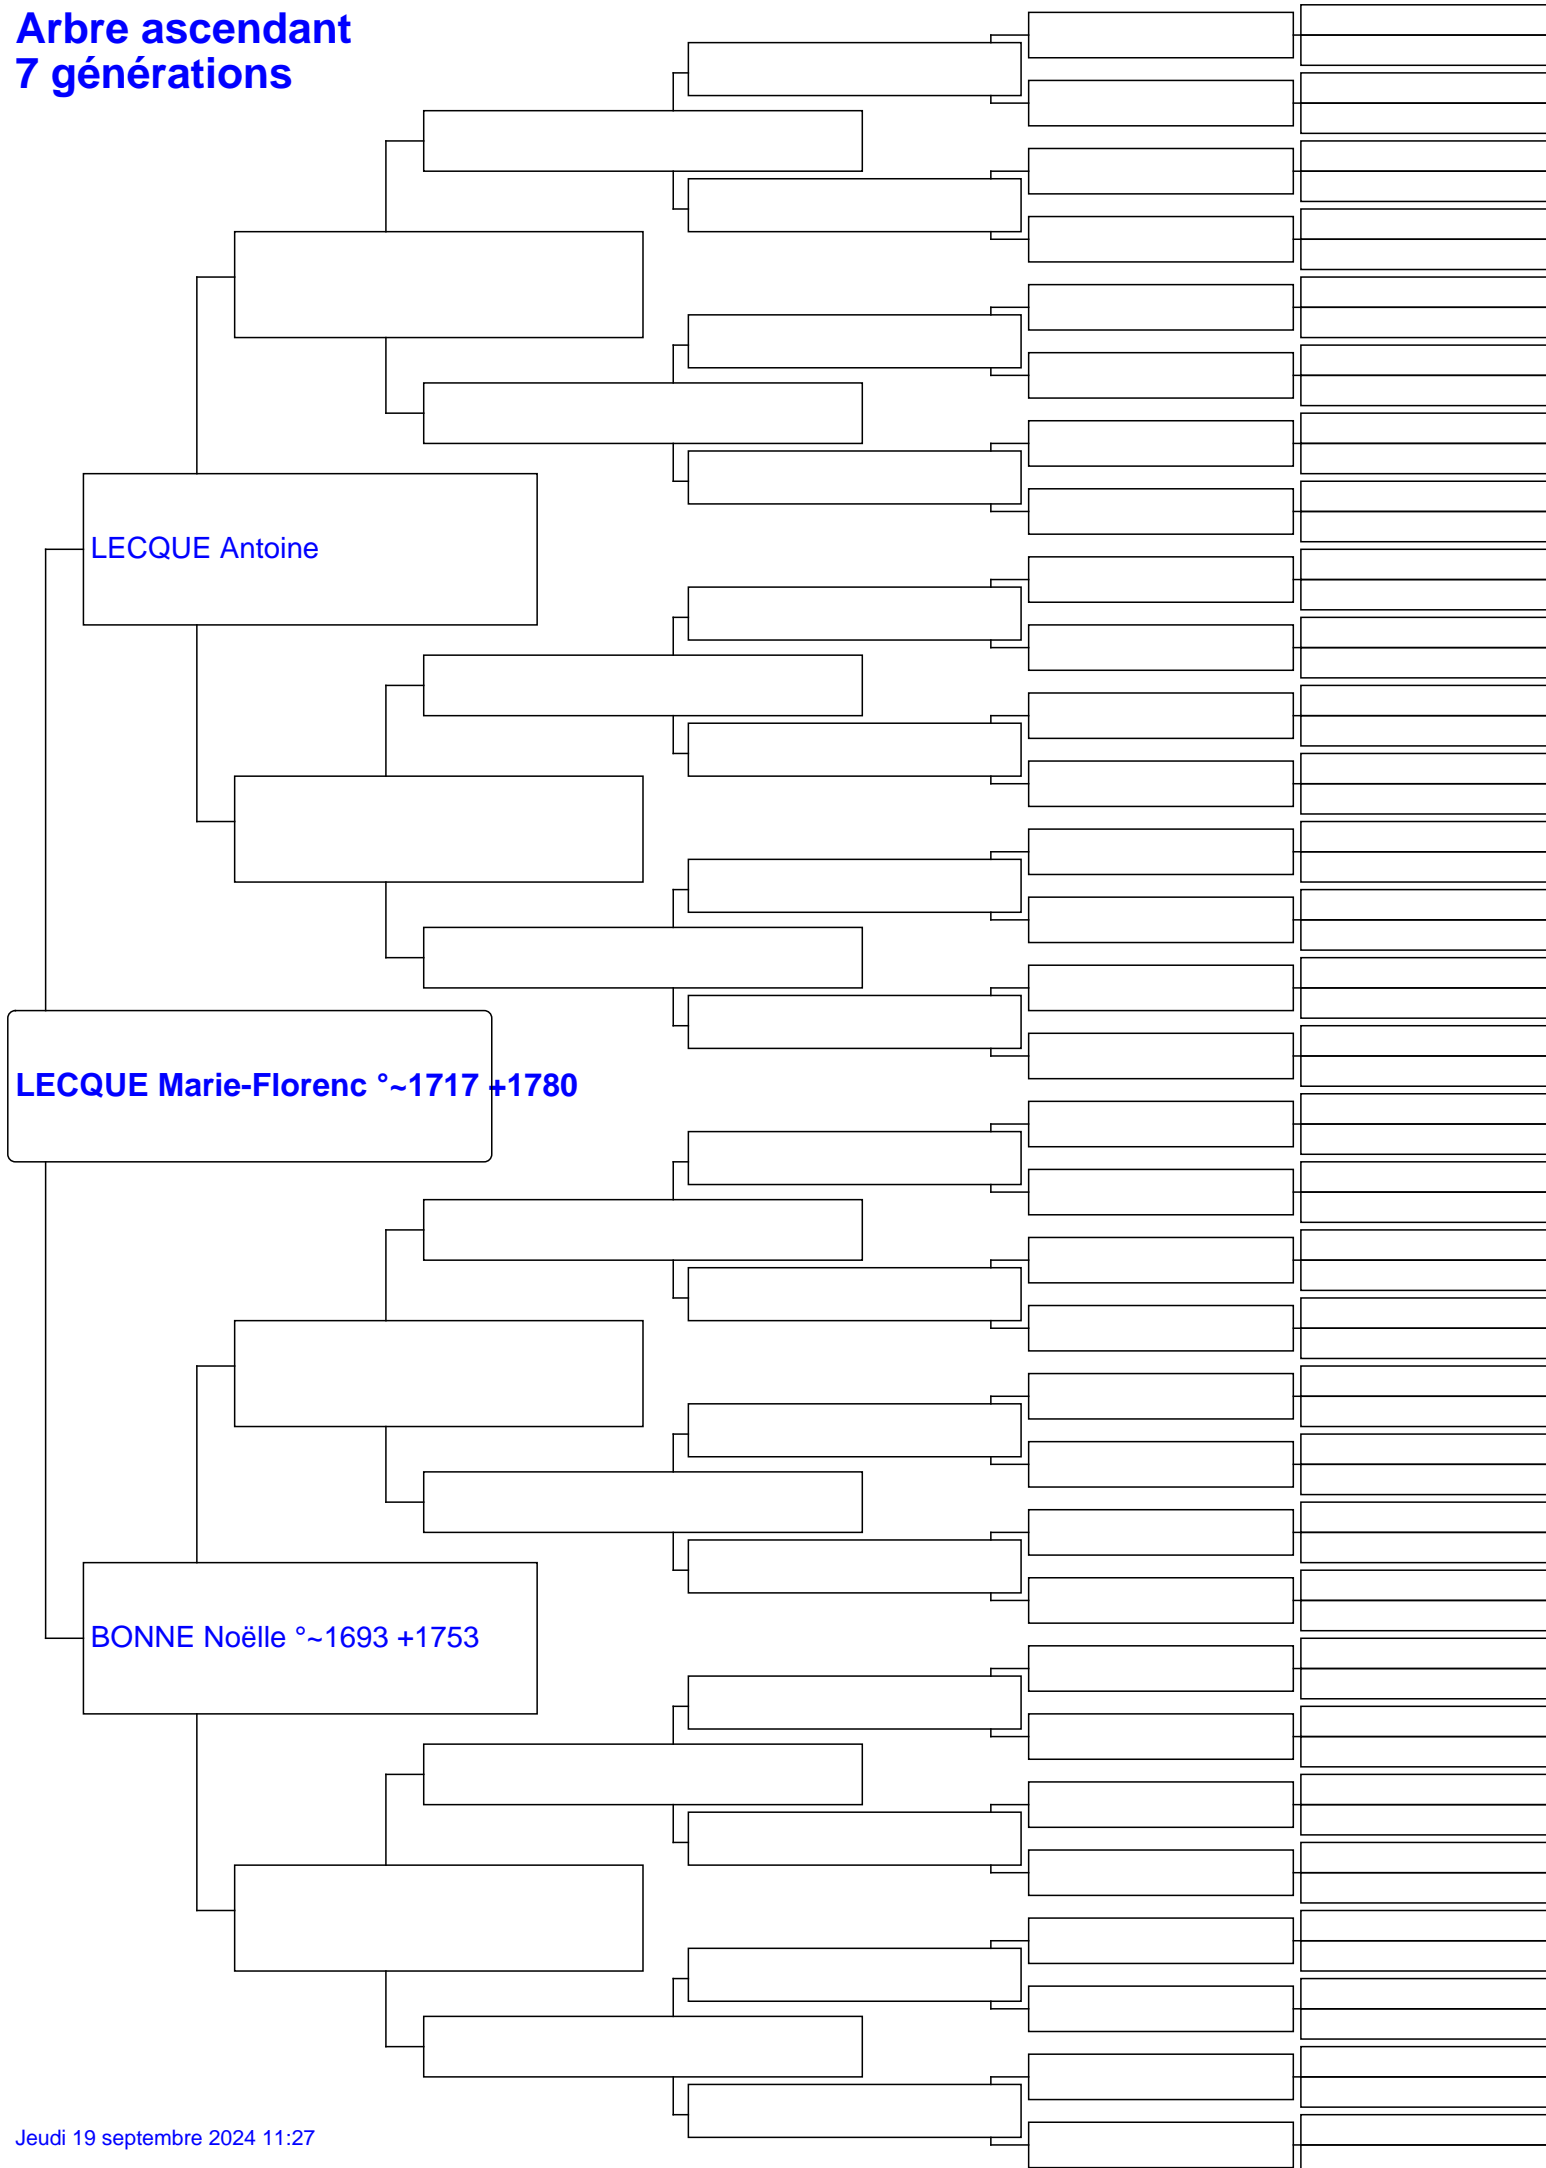 Arbre ascendant
7 générations
LECQUE Antoine
LECQUE Marie-Florenc °~1717 +1780
BONNE Noëlle °~1693 +1753
Jeudi 19 septembre 2024 11:27